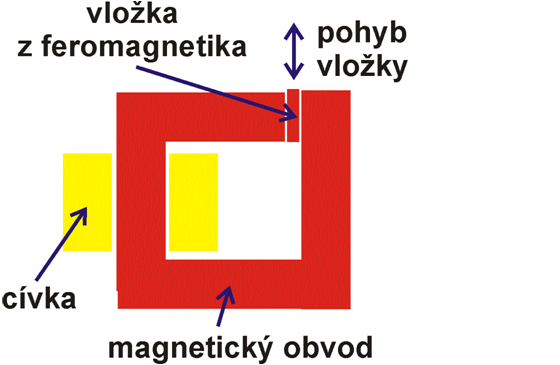 vložka
z feromagnetika
pohyb
vložky
cívka
magnetický obvod